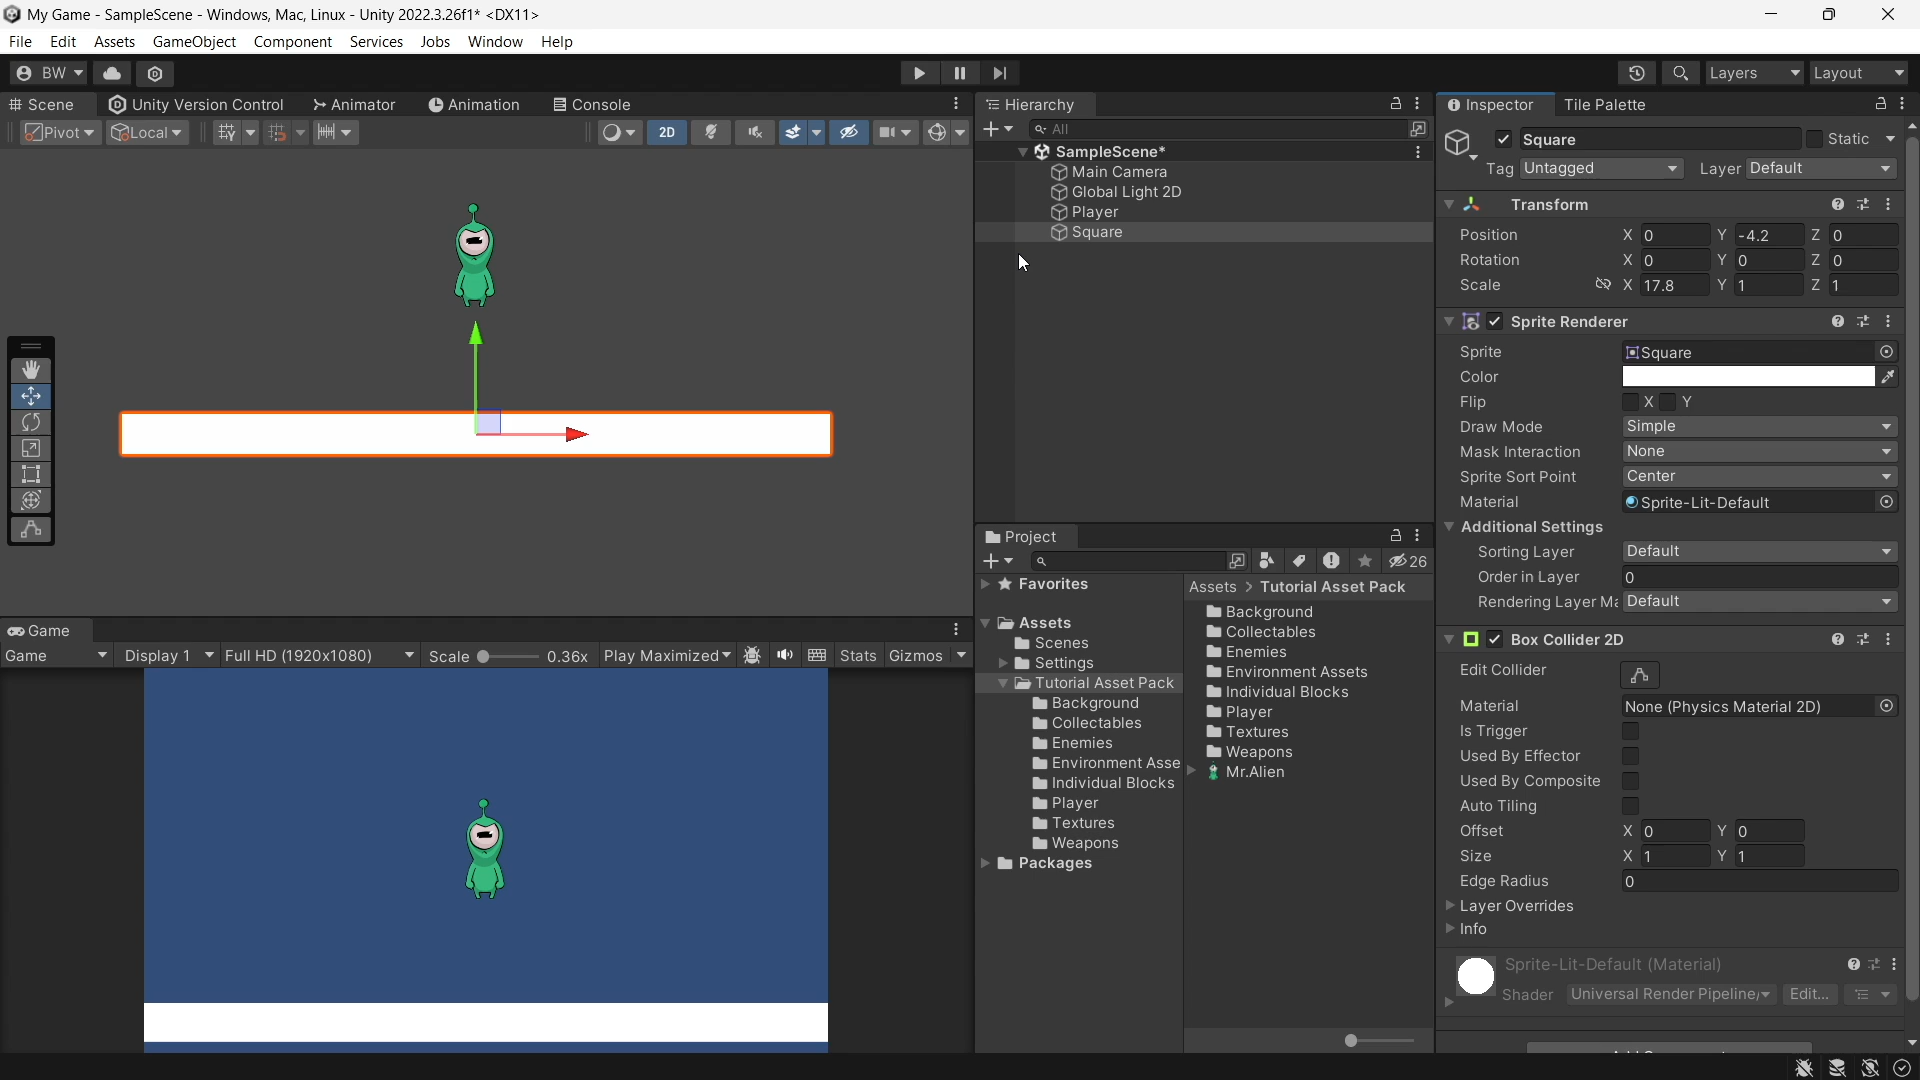 My Game - SampleScene - Windows, Mac, Linux - Unity 2022.3.26f1* <DX11>
File Edit Assets GameObject Component Services Jobs Window Help
BW Layers Layout
Scene Unity Version Control Animator Animation Console
Pivot Local 2D
Hierarchy
All
SampleScene*
Main Camera
Global Light 2D
Player
Square
Inspector Tile Palette
Square Static
Tag Untagged Layer Default
Transform
Position X 0 Y -4.2 Z 0
Rotation X 0 Y 0 Z 0
Scale X 17.8 Y 1 Z 1
Sprite Renderer
Sprite Square
Color
Flip X Y
Draw Mode Simple
Mask Interaction None
Sprite Sort Point Center
Material Sprite-Lit-Default
Additional Settings
Sorting Layer Default
Order in Layer 0
Rendering Layer Ma Default
Box Collider 2D
Edit Collider
Material None (Physics Material 2D)
Is Trigger
Used By Effector
Used By Composite
Auto Tiling
Offset X 0 Y 0
Size X 1 Y 1
Edge Radius 0
Layer Overrides
Info
Sprite-Lit-Default (Material)
Shader Universal Render Pipeline/ Edit...
Project
26
Favorites
Assets
Scenes
Settings
Tutorial Asset Pack
Background
Collectables
Enemies
Environment Asse
Individual Blocks
Player
Textures
Weapons
Packages
Assets > Tutorial Asset Pack
Background
Collectables
Enemies
Environment Assets
Individual Blocks
Player
Textures
Weapons
Mr.Alien
Game
Game Display 1 Full HD (1920x1080) Scale 0.36x Play Maximized Stats Gizmos